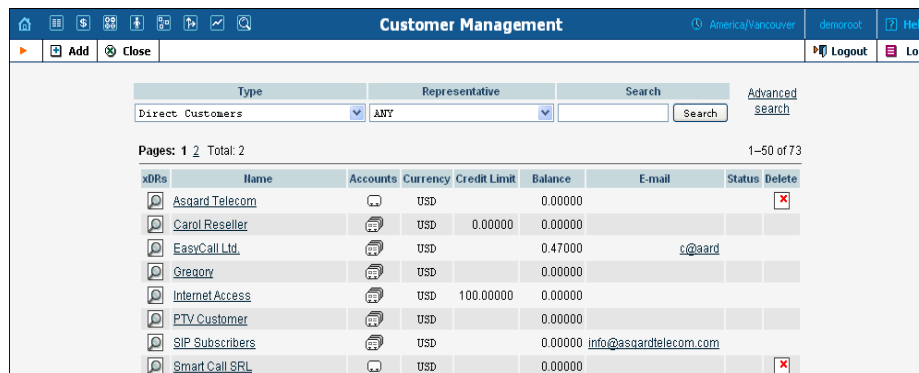 Customer Management
America/Vancouver
demoroot
? Hel
Add
Close
Logout
Lo
Type
Representative
Search
Advanced search
Direct Customers
ANY
Search
Pages: 1 2 Total: 2
1–50 of 73
xDRs Name Accounts Currency Credit Limit Balance E-mail Status Delete
Asgard Telecom USD 0.00000
Carol Reseller USD 0.00000 0.00000
EasyCall Ltd. USD 0.47000 c@aard
Gregory USD 0.00000
Internet Access USD 100.00000 0.00000
PTV Customer USD 0.00000
SIP Subscribers USD 0.00000 info@asgardtelecom.com
Smart Call SRL USD 0.00000